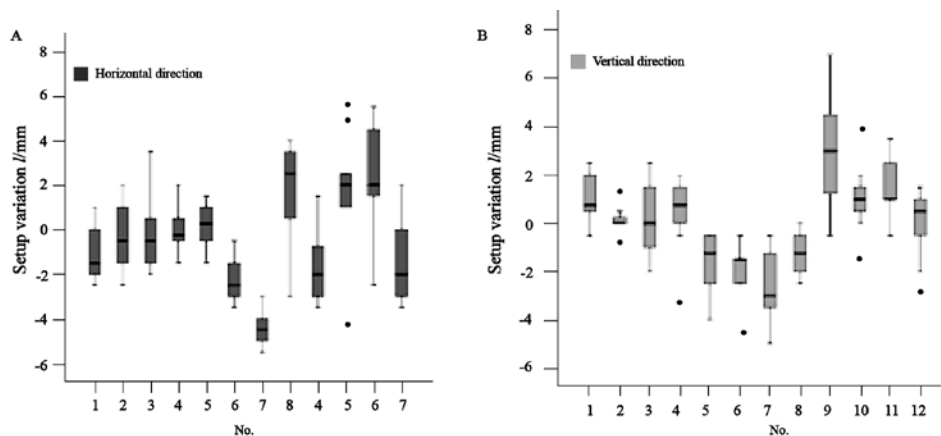 A
Horizontal direction
Setup variation l/mm
8
6
4
2
0
-2
-4
-6
1 2 3 4 5 6 7 8 4 5 6 7
No.
B
Vertical direction
Setup variation l/mm
8
6
4
2
0
-2
-4
-6
1 2 3 4 5 6 7 8 9 10 11 12
No.